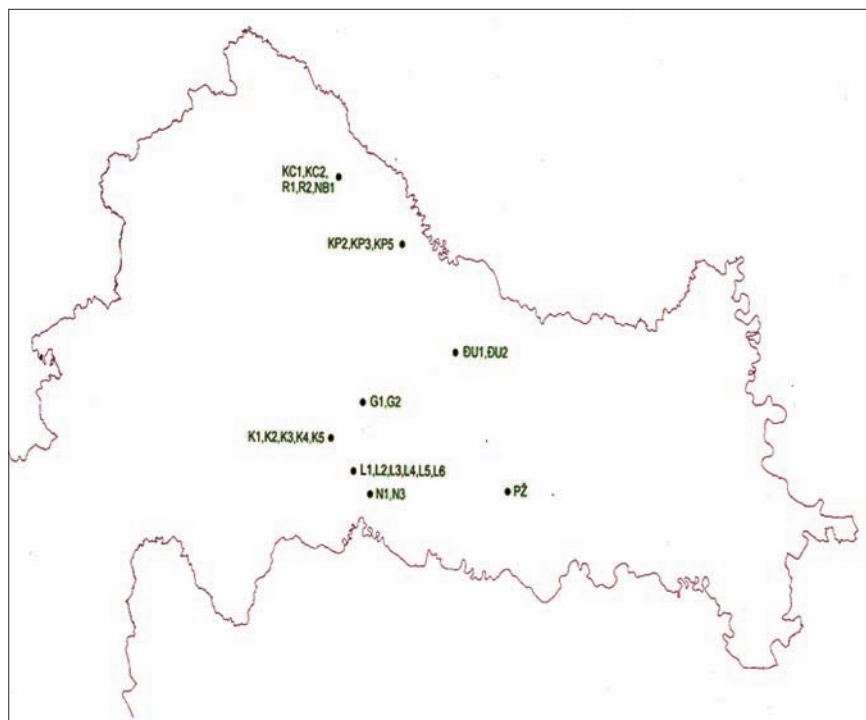 KC1,KC2,
R1,R2,NB1
KP2,KP3,KP5
ĐU1,ĐU2
G1,G2
K1,K2,K3,K4,K5
L1,L2,L3,L4,L5,L6
N1,N3
PŽ